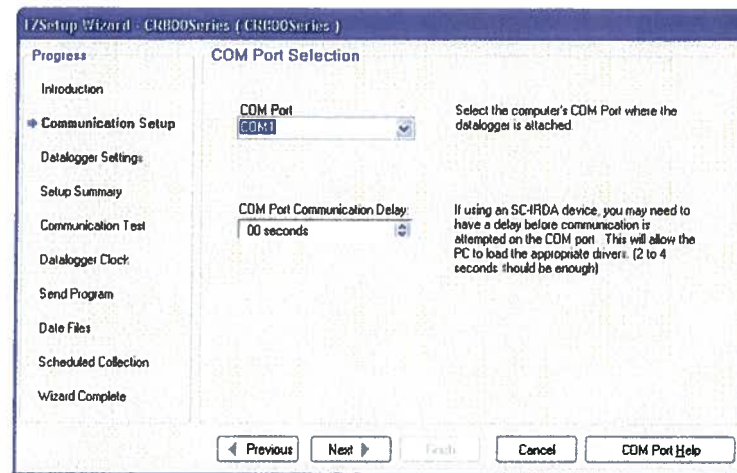 EZSetup Wizard - CR800Series ( CR800Series )
Progress
Introduction
Communication Setup
Datalogger Settings
Setup Summary
Communication Test
Datalogger Clock
Send Program
Data Files
Scheduled Collection
Wizard Complete
COM Port Selection
COM Port
COM1
Select the computer's COM Port where the
datalogger is attached.
COM Port Communication Delay:
00 seconds
If using an SC-IRDA device, you may need to
have a delay before communication is
attempted on the COM port. This will allow the
PC to load the appropriate drivers. (2 to 4
seconds should be enough)
Previous
Next
Finish
Cancel
COM Port Help